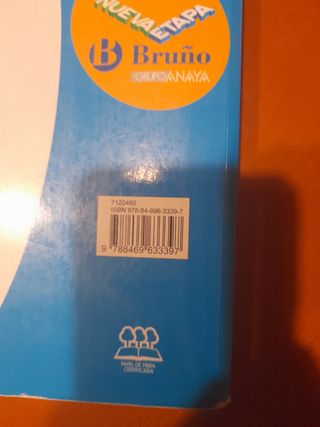 NUEVA ETAPA
B Bruño
GRUPO ANAYA
7120460
ISBN 978-84-696-3339-7
9 788469 633397
PAPEL DE FIBRA
CERTIFICADA